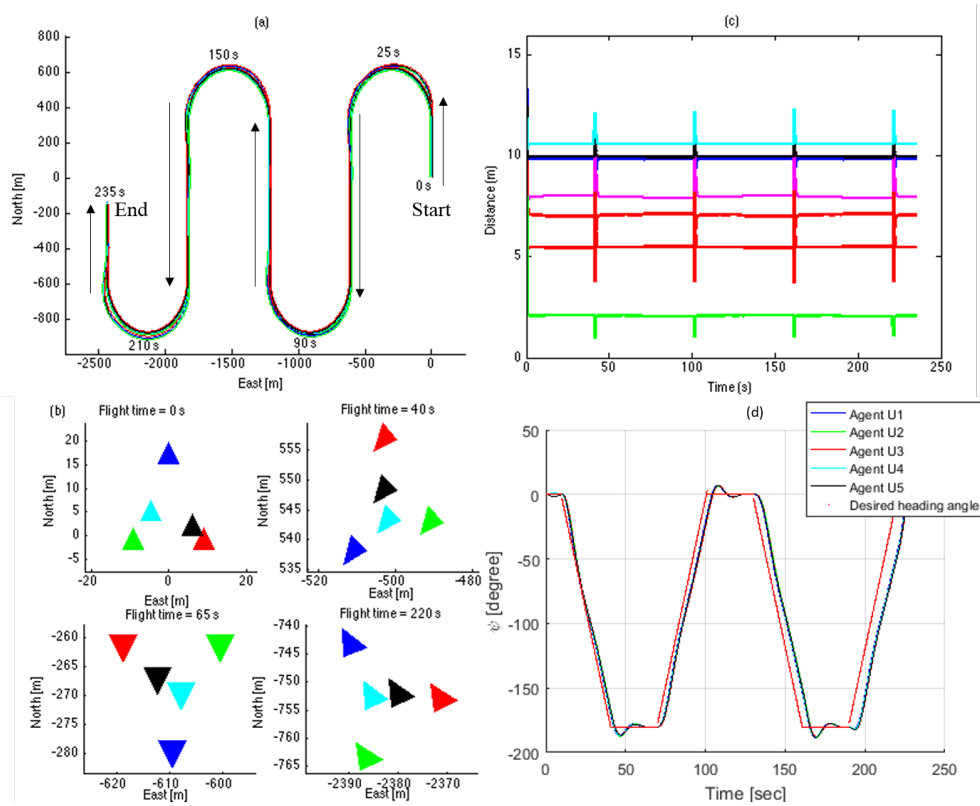 (a)
800
600
400
200
0
-200
-400
-600
-800
North [m]
150 s
25 s
0 s
Start
235 s
End
210 s
90 s
-2500
-2000
-1500
-1000
-500
0
East [m]
(c)
15
10
5
0
Distance (m)
0
50
100
150
200
250
Time (s)
(b)
Flight time = 0 s
20
15
10
5
0
-5
North [m]
-20
0
20
East [m]
Flight time = 40 s
555
550
545
540
535
North [m]
-520
-500
-480
East [m]
Flight time = 65 s
-260
-265
-270
-275
-280
North [m]
-620
-610
-600
East [m]
Flight time = 220 s
-740
-745
-750
-755
-760
-765
North [m]
-2390
-2380
-2370
East [m]
(d)
Agent U1
Agent U2
Agent U3
Agent U4
Agent U5
Desired heading angle
50
0
-50
-100
-150
-200
ψ [degree]
0
50
100
150
200
250
Time [sec]